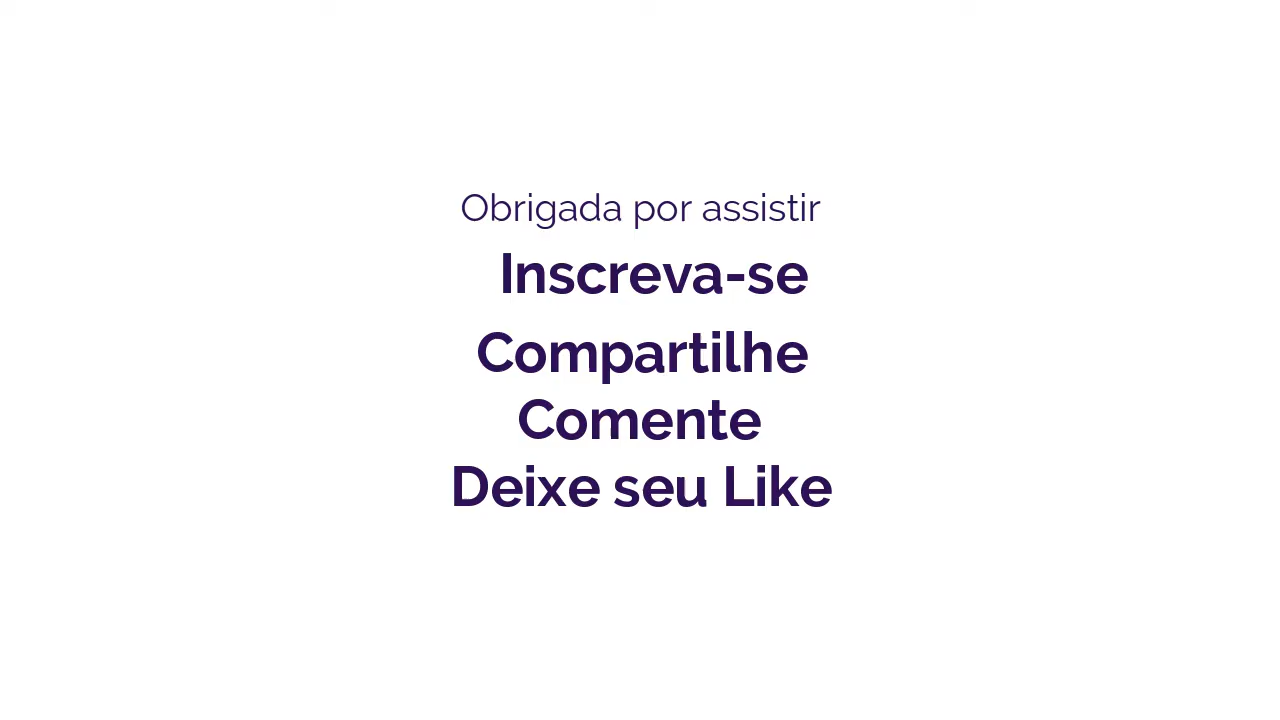 Obrigada por assistir
Inscreva-se
Compartilhe
Comente
Deixe seu Like